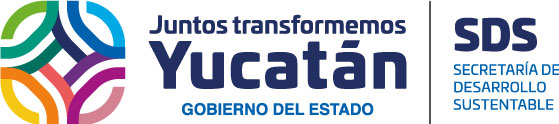 Juntos transformemos
Yucatán
GOBIERNO DEL ESTADO
SDS
SECRETARÍA DE
DESARROLLO
SUSTENTABLE